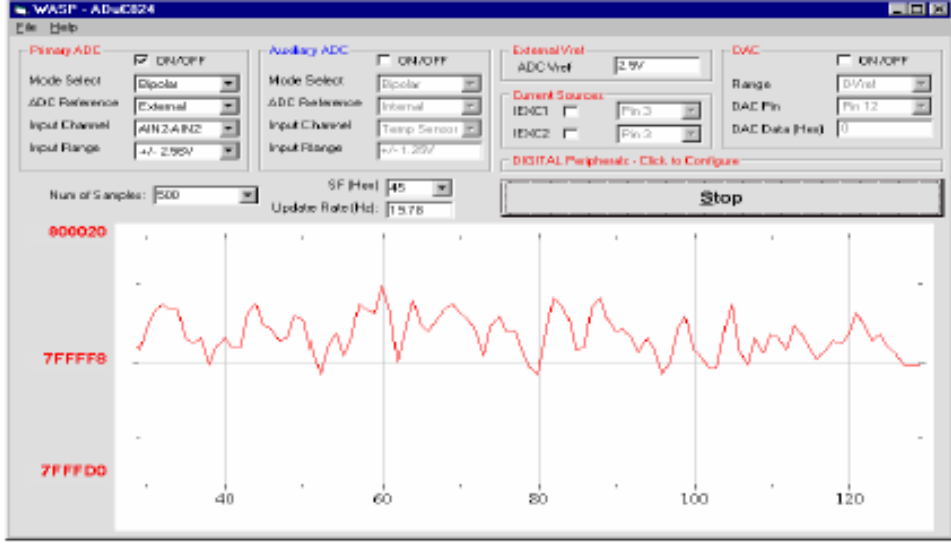 WASP - ADuC824
File Help
Primary ADC
ON/OFF
Mode Select Bipolar
ADC Reference External
Input Channel AIN2-AIN2
Input Range +/- 2.56V
Auxiliary ADC
ON/OFF
Mode Select Bipolar
ADC Reference Internal
Input Channel Temp Sensor
Input Range +/- 1.25V
External Vref
ADC Vref 2.5V
Current Sources
IEXC1 Pin 3
IEXC2 Pin 3
DAC
ON/OFF
Range 0-Vref
DAC Pin Pin 12
DAC Data (Hex) 0
DIGITAL Peripherals - Click to Configure
Num of Samples: 500
SF (Hex) 45
Update Rate (Hz): 19.78
Stop
800020
7FFFF8
7FFFD0
40 60 80 100 120